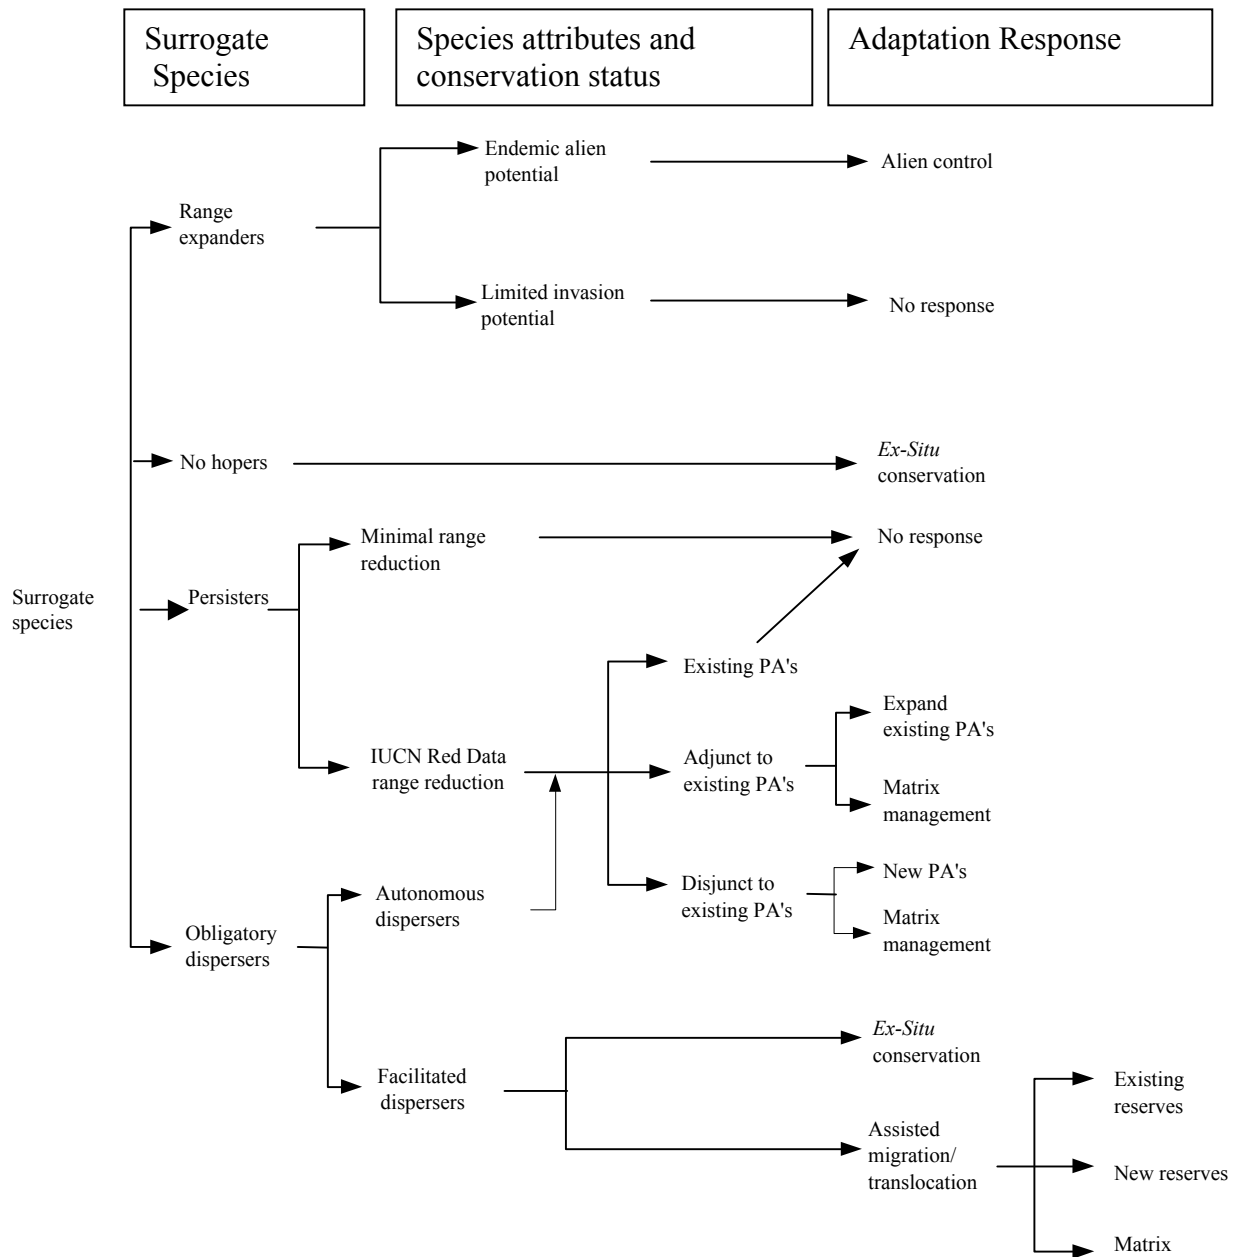 Surrogate
Species
Species attributes and
conservation status
Adaptation Response
Endemic alien
potential
Alien control
Range
expanders
Limited invasion
potential
No response
No hopers
Ex-Situ
conservation
Minimal range
reduction
No response
Surrogate
species
Persisters
Existing PA's
Expand
existing PA's
IUCN Red Data
range reduction
Adjunct to
existing PA's
Matrix
management
Autonomous
dispersers
Disjunct to
existing PA's
New PA's
Matrix
management
Obligatory
dispersers
Ex-Situ
conservation
Facilitated
dispersers
Existing
reserves
Assisted
migration/
translocation
New reserves
Matrix